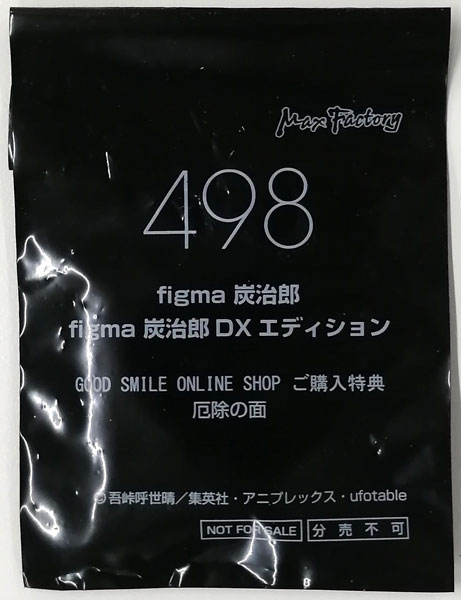 Max Factory
498
figma 炭治郎
figma 炭治郎 DX エディション
GOOD SMILE ONLINE SHOP ご購入特典
厄除の面
©吾峠呼世晴／集英社・アニプレックス・ufotable
NOT FOR SALE 分売不可